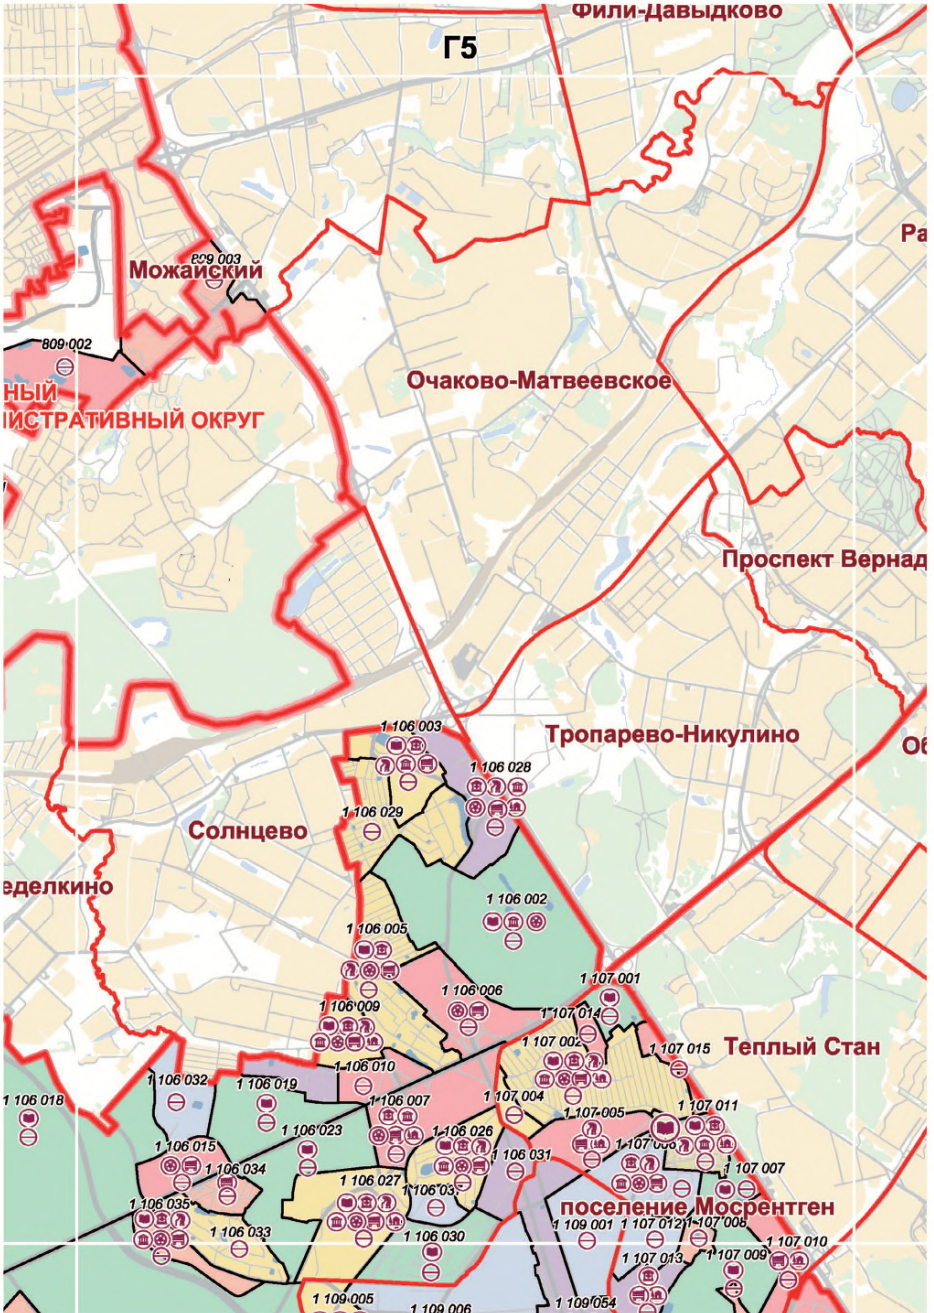 Фили-Давыдково
Г5
Ра
809 003
Можайский
809 002
Очаково-Матвеевское
НЫЙ
ИСТРАТИВНЫЙ ОКРУГ
Проспект Вернад
1 106 003
Тропарево-Никулино
Об
1 106 028
1 106 029
Солнцево
еделкино
1 106 002
1 106 005
1 107 001
1 106 006
1 106 009
1 107 014
1 107 002
1 107 015
Теплый Стан
1 106 010
1 106 032
1 106 019
1 106 018
1 106 007
1 107 004
1 107 011
1 107 005
1 106 023
1 106 026
1 106 015
1 106 031
1 106 034
1 107 007
1 106 027
1 106 035
поселение Мосрентген
1 106 033
1 109 001
1 107 012
1 107 008
1 106 030
1 107 013
1 107 009
1 107 010
1 109 005
1 109 006
1 109 054